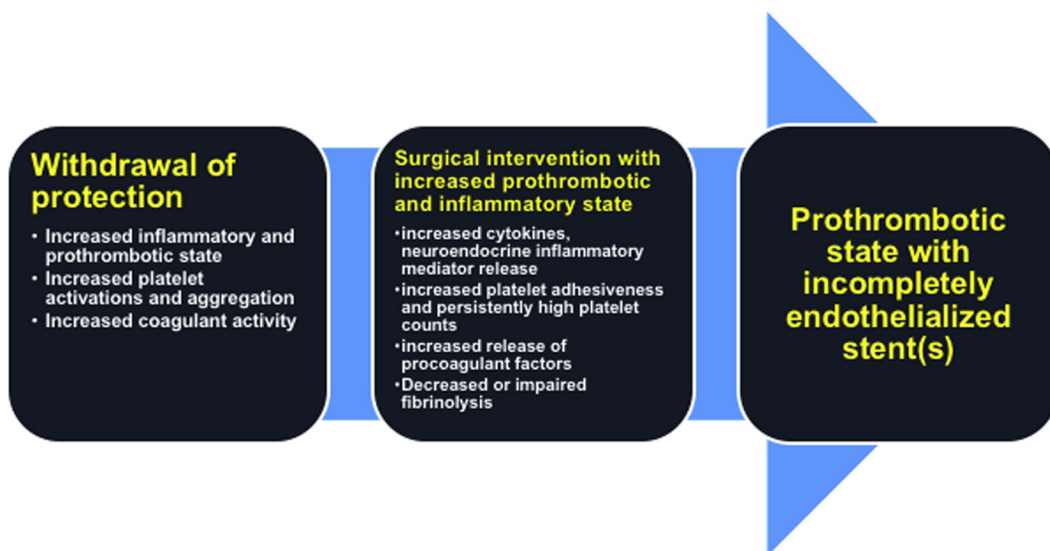 Withdrawal of
protection
• Increased inflammatory and
prothrombotic state
• Increased platelet
activations and aggregation
• Increased coagulant activity
Surgical intervention with
increased prothrombotic
and inflammatory state
•increased cytokines,
neuroendocrine inflammatory
mediator release
•increased platelet adhesiveness
and persistently high platelet
counts
•increased release of
procoagulant factors
•Decreased or impaired
fibrinolysis
Prothrombotic
state with
incompletely
endothelialized
stent(s)